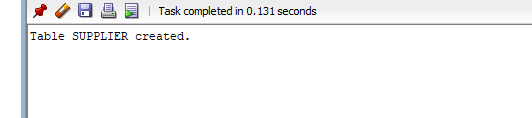 Task completed in 0.131 seconds
Table SUPPLIER created.